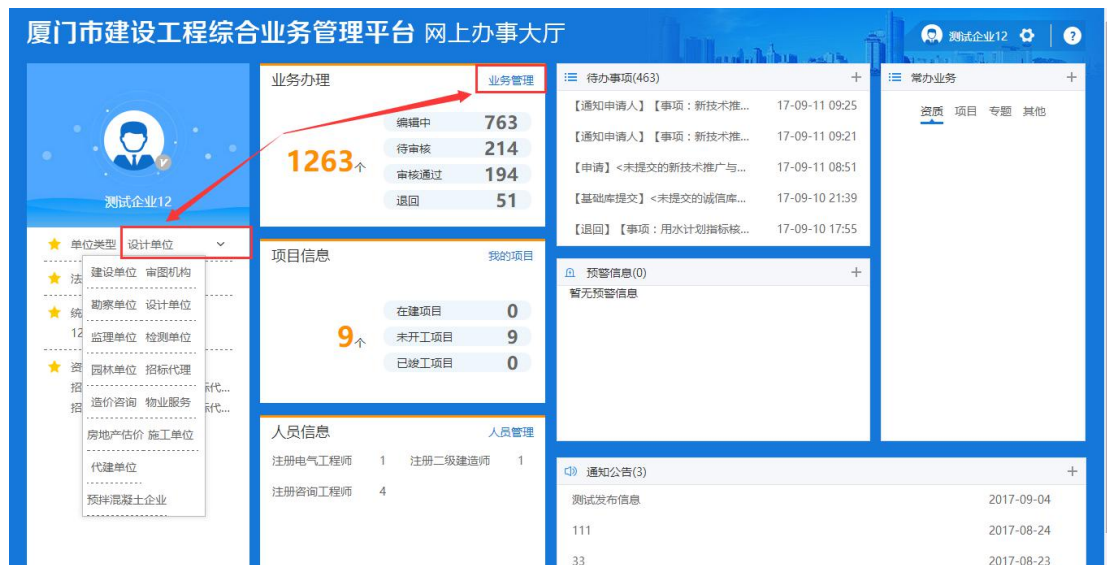 厦门市建设工程综合业务管理平台 网上办事大厅
测试企业12
?
测试企业12
V
单位类型 设计单位
法
统
12
资
招 标代...
招 标代...
建设单位 审图机构
勘察单位 设计单位
监理单位 检测单位
园林单位 招标代理
造价咨询 物业服务
房地产估价 施工单位
代建单位
预拌混凝土企业
业务办理 业务管理
1263个
编辑中 763
待审核 214
审核通过 194
退回 51
项目信息 我的项目
9个
在建项目 0
未开工项目 9
已竣工项目 0
人员信息 人员管理
注册电气工程师 1 注册二级建造师 1
注册咨询工程师 4
待办事项(463) +
【通知申请人】【事项：新技术推... 17-09-11 09:25
【通知申请人】【事项：新技术推... 17-09-11 09:21
【申请】<未提交的新技术推广与... 17-09-11 08:51
【基础库提交】<未提交的诚信库... 17-09-10 21:39
【退回】【事项：用水计划指标核... 17-09-10 17:55
预警信息(0) +
暂无预警信息
常办业务 +
资质 项目 专题 其他
通知公告(3) +
测试发布信息 2017-09-04
111 2017-08-24
33 2017-08-23